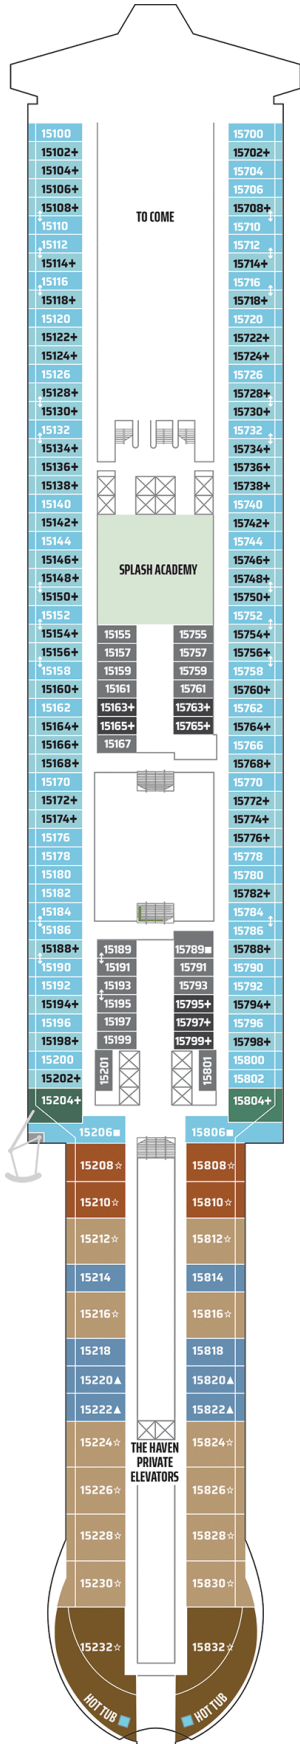 15100 15700
15102+ 15702+
15104+ 15704
15106+ 15706
15108+ 15708+
15110 15710
TO COME
15112 15712
15114+ 15714+
15116 15716
15118+ 15718+
15120 15720
15122+ 15722+
15124+ 15724+
15126 15726
15128+ 15728+
15130+ 15730+
15132 15732
15134+ 15734+
15136+ 15736+
15138+ 15738+
15140 15740
15142+ 15742+
15144 15744
15146+ 15746+
SPLASH ACADEMY
15148+ 15748+
15150+ 15750+
15152 15752
15154+ 15155 15755 15754+
15156+ 15157 15757 15756+
15158 15159 15759 15758
15160+ 15161 15761 15760+
15162 15163+ 15763+ 15762
15164+ 15165+ 15765+ 15764+
15166+ 15167 15766
15168+ 15768+
15170 15770
15172+ 15772+
15174+ 15774+
15176 15776+
15178 15778
15180 15780
15182 15782+
15184 15784
15186 15786
15188+ 15189 15789■ 15788+
15190 15191 15791 15790
15192 15193 15793 15792
15194+ 15195 15795+ 15794+
15196 15197 15797+ 15796
15198+ 15199 15799+ 15798+
15200 15201 15801 15800
15202+ 15802
15204+ 15804+
15206■ 15806■
15208☆ 15808☆
15210☆ 15810☆
15212☆ 15812☆
15214 15814
15216☆ 15816☆
15218 15818
15220▲ 15820▲
15222▲ 15822▲
15224☆ 15824☆
THE HAVEN
PRIVATE
ELEVATORS
15226☆ 15826☆
15228☆ 15828☆
15230☆ 15830☆
15232☆ 15832☆
HOT TUB HOT TUB